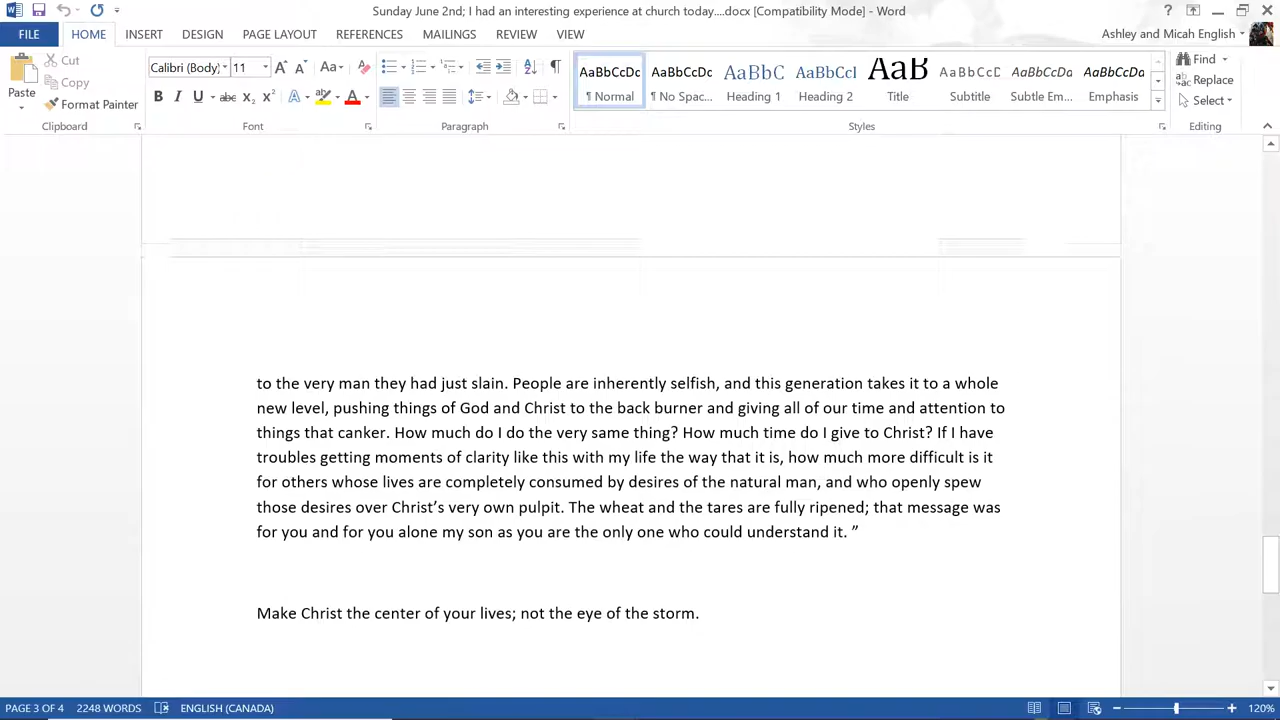 Sunday June 2nd; I had an interesting experience at church today....docx [Compatibility Mode] - Word
FILE HOME INSERT DESIGN PAGE LAYOUT REFERENCES MAILINGS REVIEW VIEW Ashley and Micah English
Paste
Cut
Copy
Format Painter
Clipboard
Calibri (Body) 11
Font
Paragraph
AaBbCcDc AaBbCcDc AaBbC AaBbCcI AaB AaBbCcD AaBbCcDa AaBbCcDa
¶ Normal ¶ No Spac... Heading 1 Heading 2 Title Subtitle Subtle Em... Emphasis
Styles
Find
Replace
Select
Editing
to the very man they had just slain. People are inherently selfish, and this generation takes it to a whole
new level, pushing things of God and Christ to the back burner and giving all of our time and attention to
things that canker. How much do I do the very same thing? How much time do I give to Christ? If I have
troubles getting moments of clarity like this with my life the way that it is, how much more difficult is it
for others whose lives are completely consumed by desires of the natural man, and who openly spew
those desires over Christ’s very own pulpit. The wheat and the tares are fully ripened; that message was
for you and for you alone my son as you are the only one who could understand it. ”
Make Christ the center of your lives; not the eye of the storm.
PAGE 3 OF 4 2248 WORDS ENGLISH (CANADA) 120%